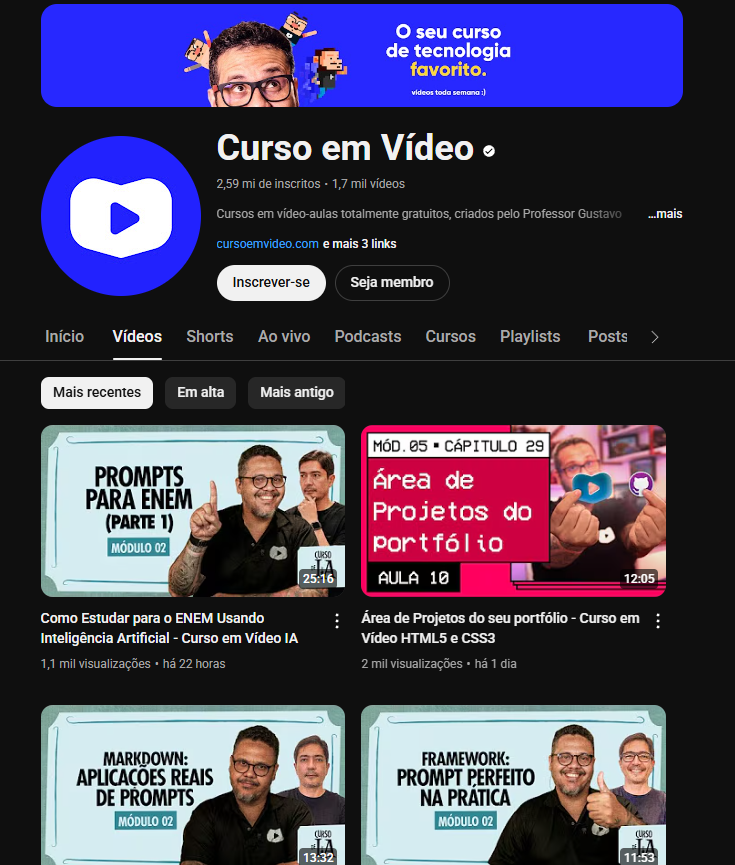 O seu curso
de tecnologia
favorito.
vídeos toda semana :)
Curso em Vídeo
2,59 mi de inscritos • 1,7 mil vídeos
Cursos em vídeo-aulas totalmente gratuitos, criados pelo Professor Gustavo ...mais
cursoemvideo.com e mais 3 links
Inscrever-se Seja membro
Início Vídeos Shorts Ao vivo Podcasts Cursos Playlists Posts
Mais recentes Em alta Mais antigo
PROMPTS
PARA ENEM
(PARTE 1)
MÓDULO 02
CURSO
DE IA
25:16
MÓD.05 ▪ CÁPITULO 29
Área de
Projetos do
portfólio
AULA 10
12:05
Como Estudar para o ENEM Usando
Inteligência Artificial - Curso em Vídeo IA
1,1 mil visualizações • há 22 horas
Área de Projetos do seu portfólio - Curso em
Vídeo HTML5 e CSS3
2 mil visualizações • há 1 dia
MARKDOWN:
APLICAÇÕES REAIS
DE PROMPTS
MÓDULO 02
CURSO
DE IA
13:32
FRAMEWORK:
PROMPT PERFEITO
NA PRÁTICA
MÓDULO 02
CURSO
DE IA
11:53